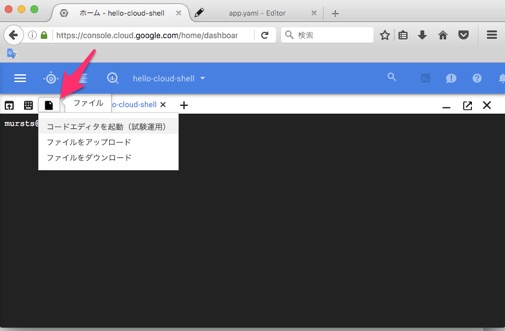 ホーム - hello-cloud-shell
app.yaml - Editor
https://console.cloud.google.com/home/dashboar
検索
hello-cloud-shell
ファイル
o-cloud-shell
mursts@
コードエディタを起動（試験運用）
ファイルをアップロード
ファイルをダウンロード